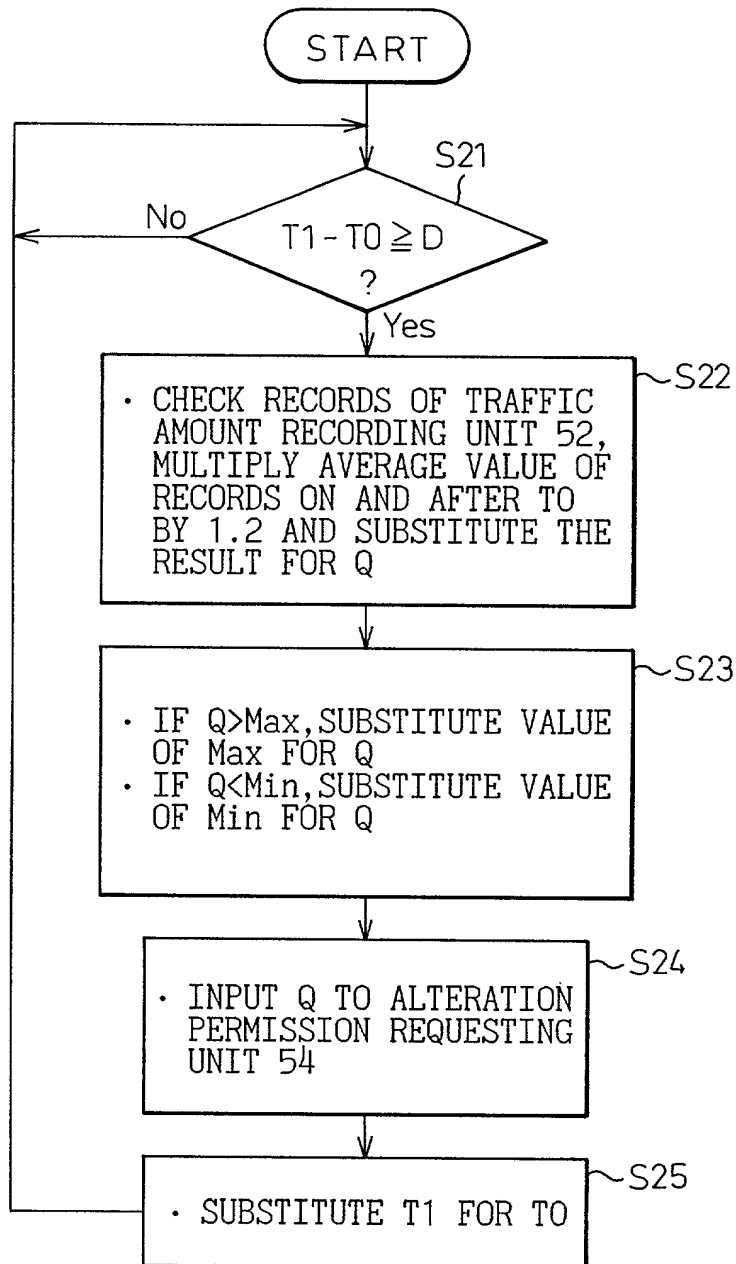 START
S21
No
T1-T0≧D
?
Yes
S22
· CHECK RECORDS OF TRAFFIC
AMOUNT RECORDING UNIT 52,
MULTIPLY AVERAGE VALUE OF
RECORDS ON AND AFTER TO
BY 1.2 AND SUBSTITUTE THE
RESULT FOR Q
S23
· IF Q>Max,SUBSTITUTE VALUE
OF Max FOR Q
· IF Q<Min,SUBSTITUTE VALUE
OF Min FOR Q
S24
· INPUT Q TO ALTERATION
PERMISSION REQUESTING
UNIT 54
S25
· SUBSTITUTE T1 FOR TO